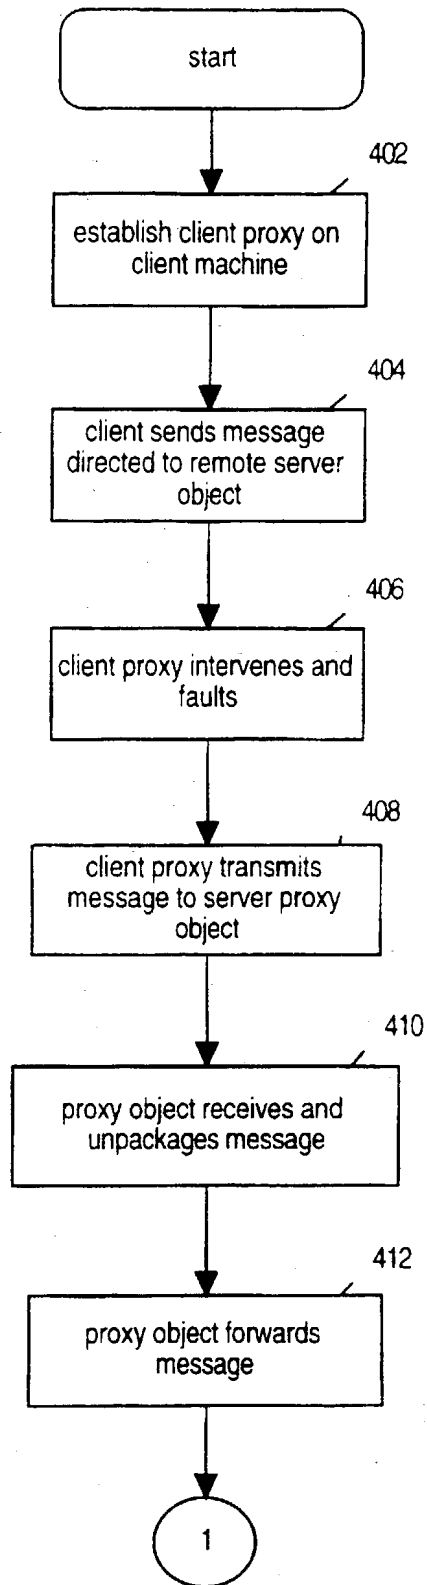 start
402
establish client proxy on
client machine
404
client sends message
directed to remote server
object
406
client proxy intervenes and
faults
408
client proxy transmits
message to server proxy
object
410
proxy object receives and
unpackages message
412
proxy object forwards
message
1